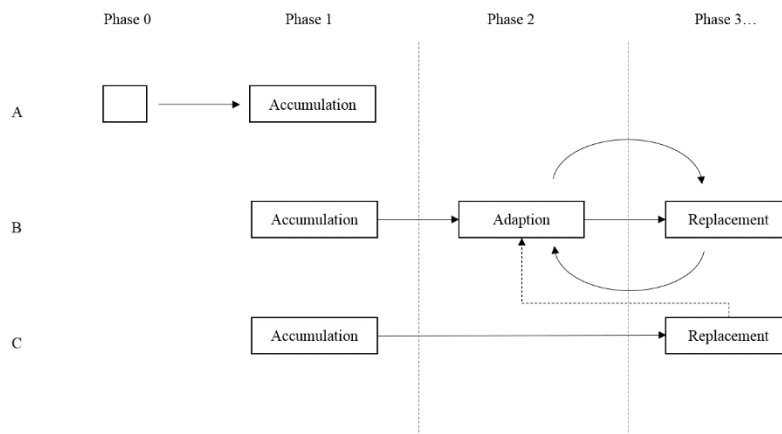 Phase 0 Phase 1 Phase 2 Phase 3…
A Accumulation
B Accumulation Adaption Replacement
C Accumulation Replacement